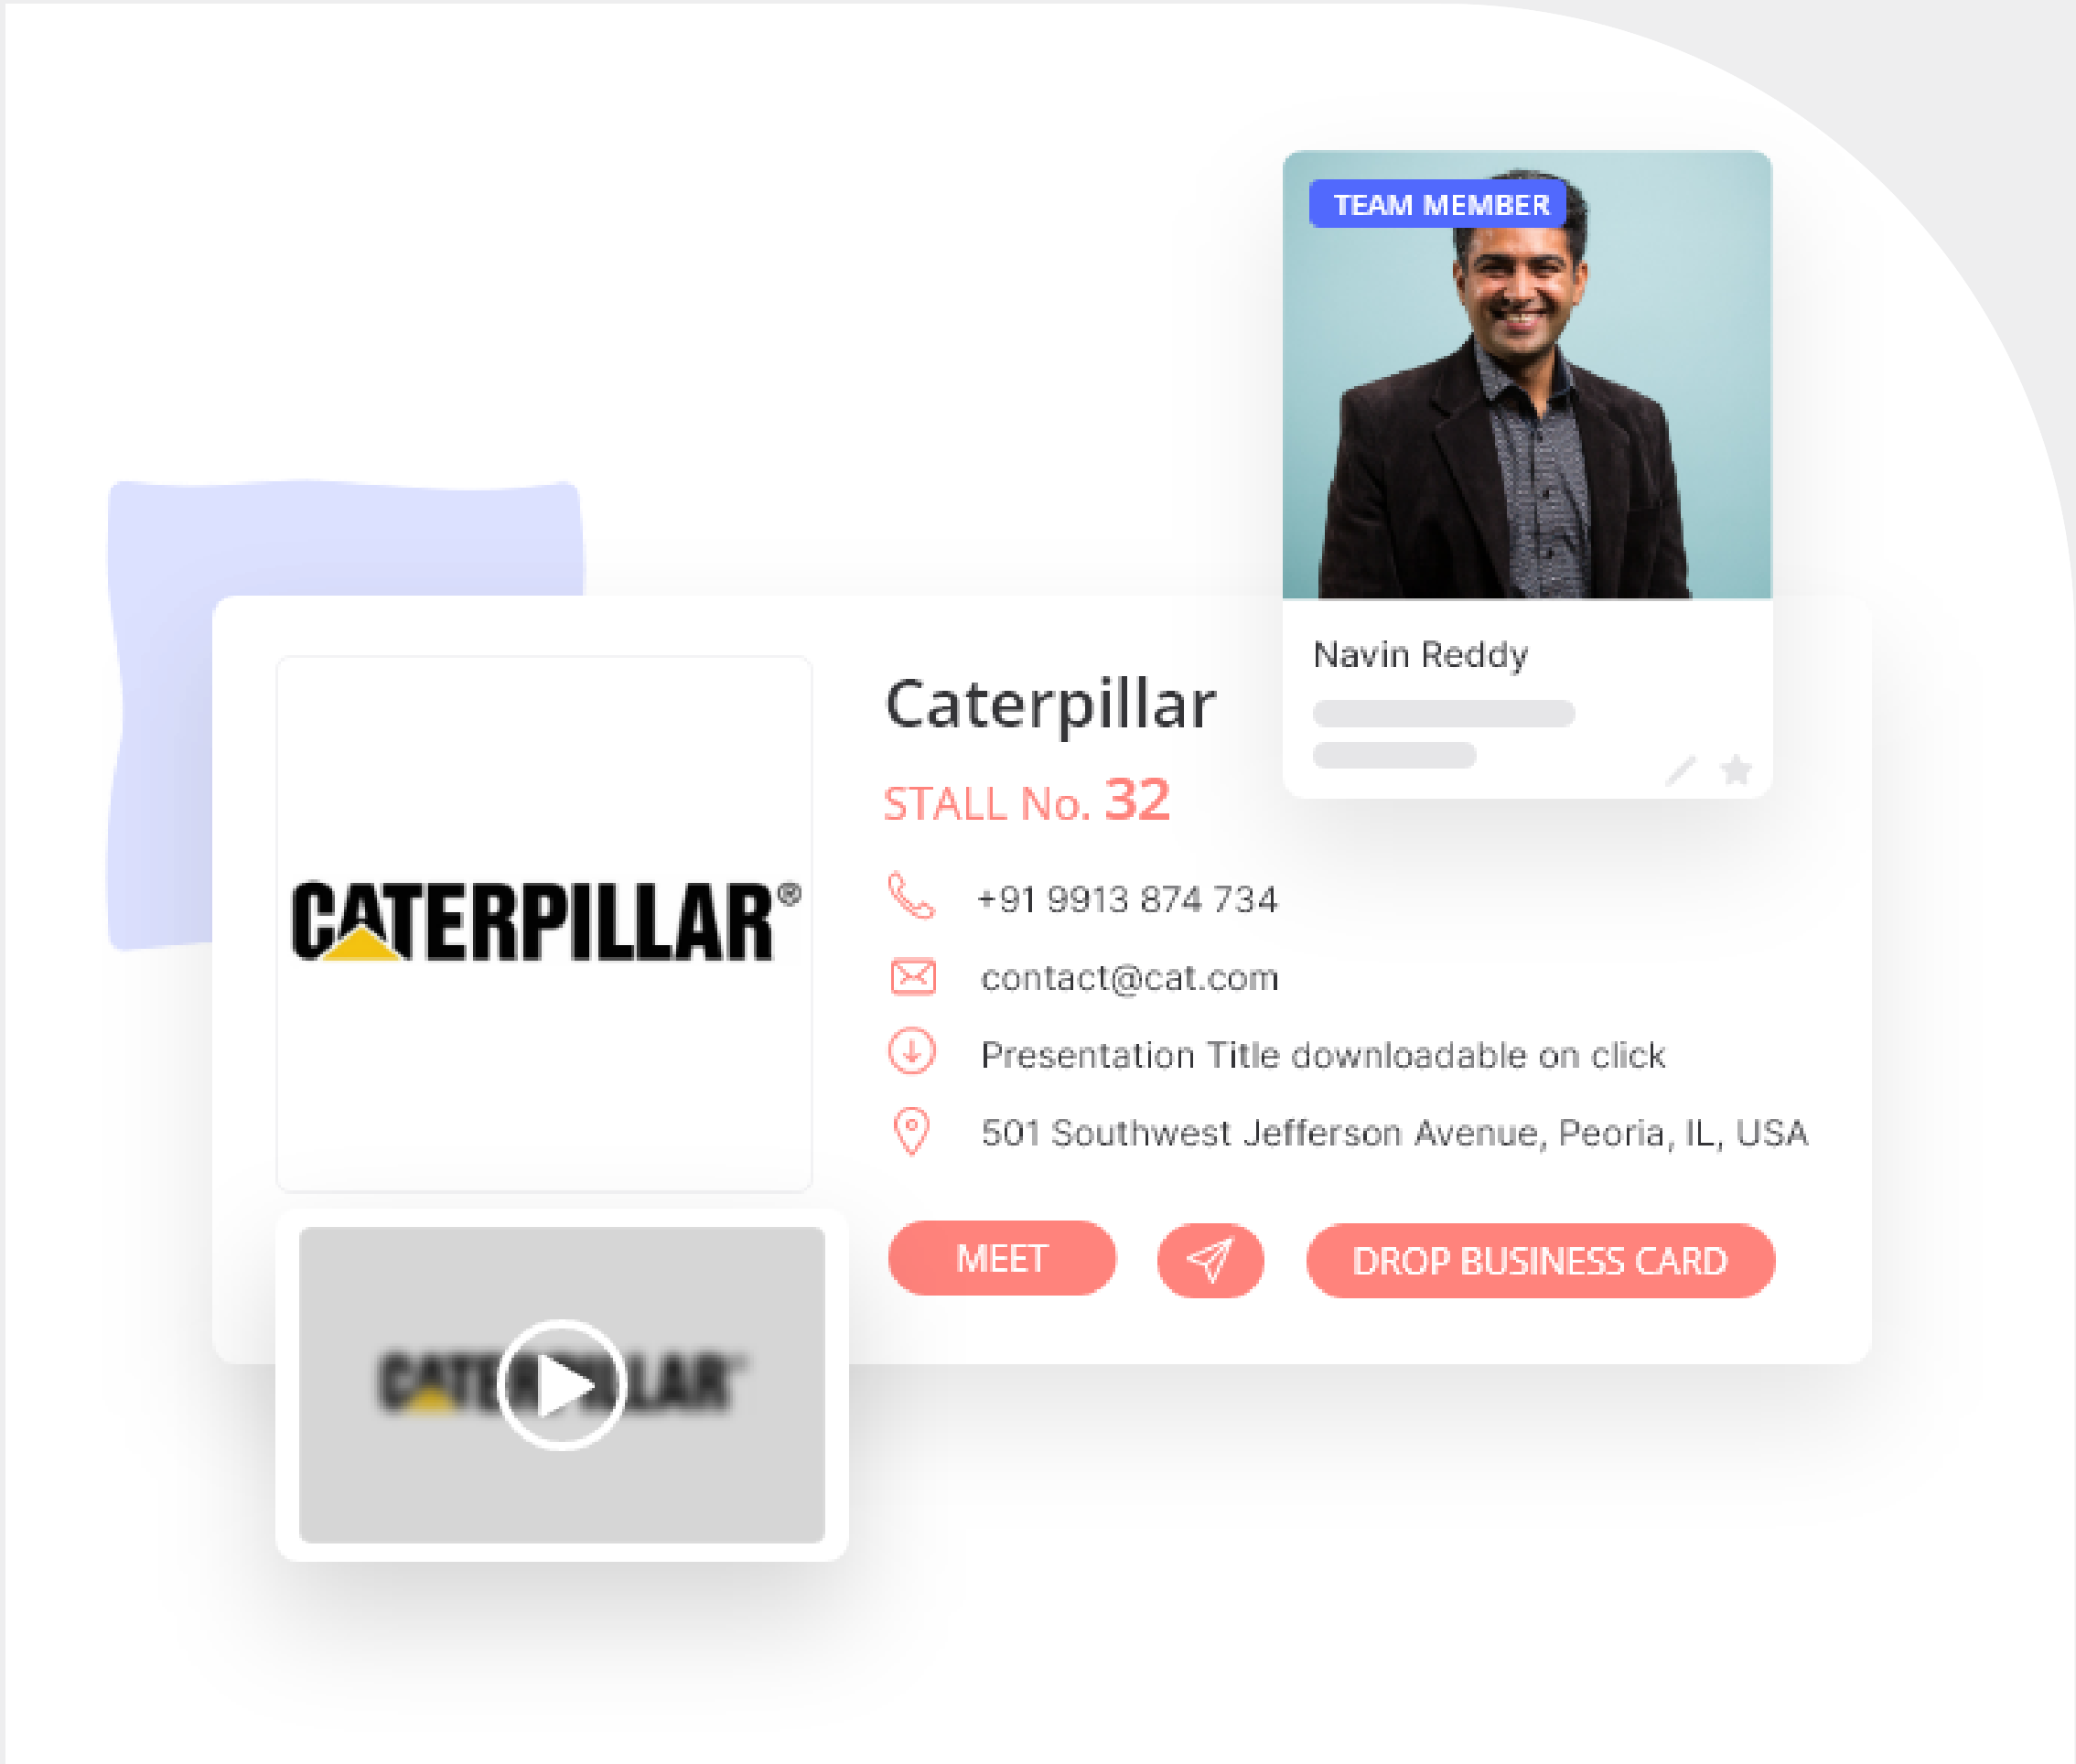 TEAM MEMBER
Navin Reddy
Caterpillar
STALL No. 32
CATERPILLAR®
+91 9913 874 734
contact@cat.com
Presentation Title downloadable on click
501 Southwest Jefferson Avenue, Peoria, IL, USA
MEET
DROP BUSINESS CARD
CATERPILLAR